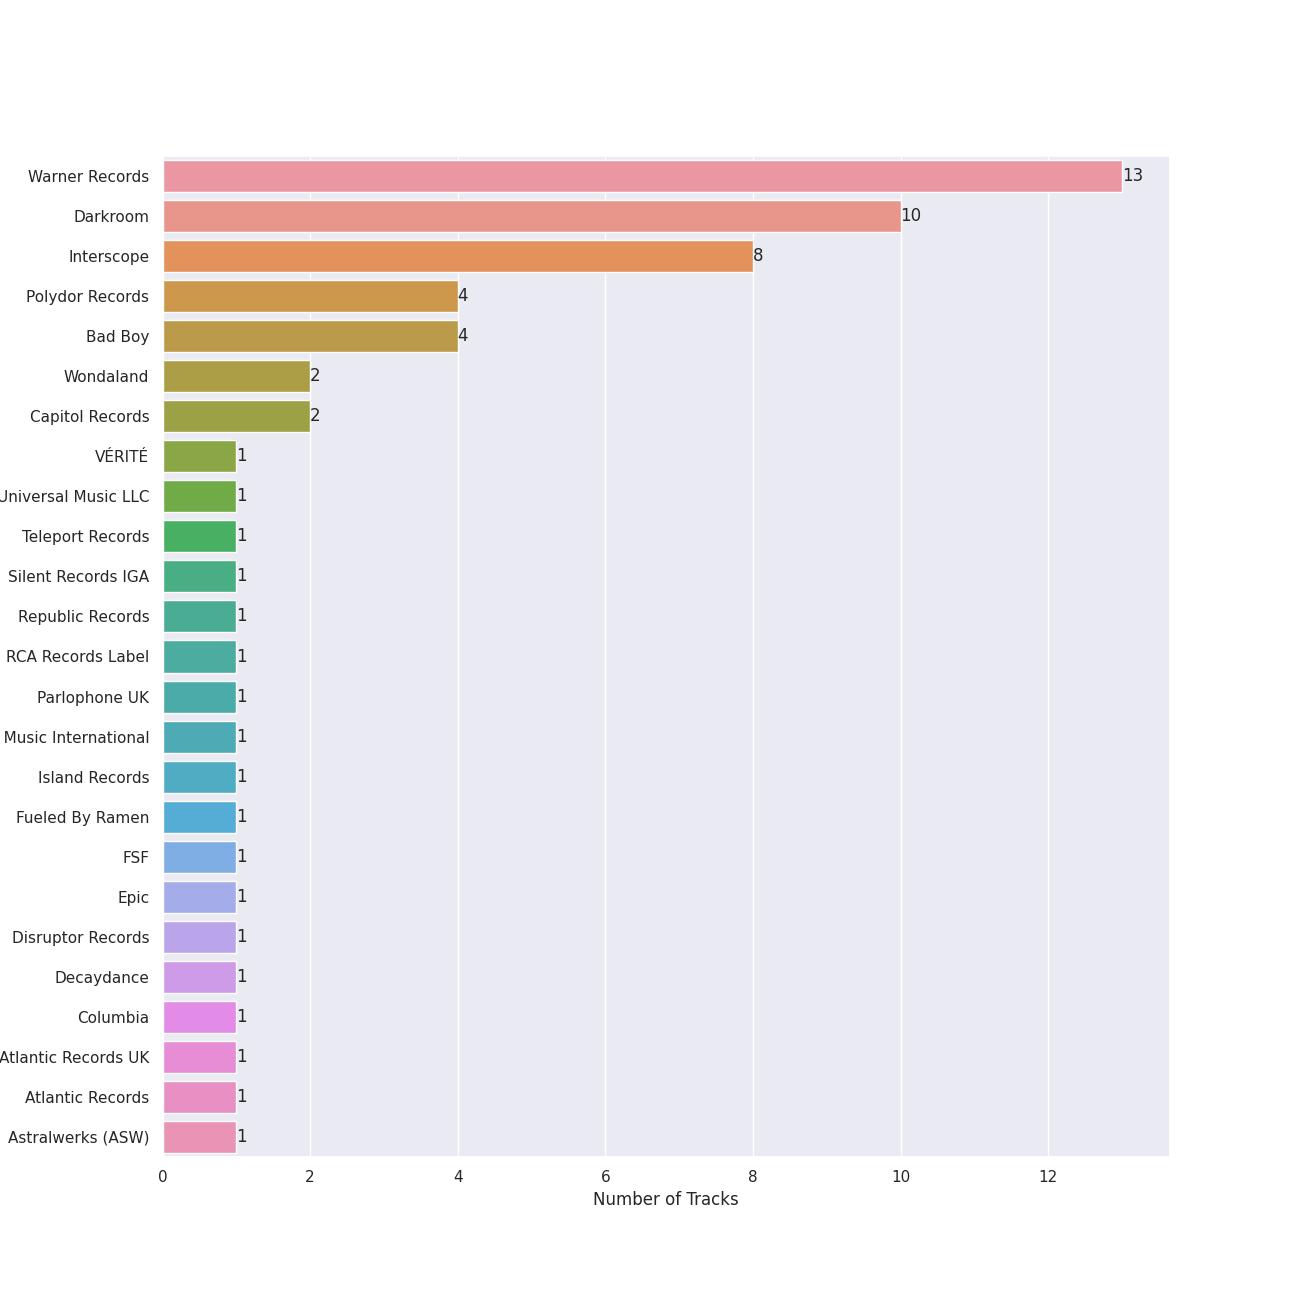 Warner Records 13
Darkroom 10
Interscope 8
Polydor Records 4
Bad Boy 4
Wondaland 2
Capitol Records 2
VÉRITÉ 1
Universal Music LLC 1
Teleport Records 1
Silent Records IGA 1
Republic Records 1
RCA Records Label 1
Parlophone UK 1
Music International 1
Island Records 1
Fueled By Ramen 1
FSF 1
Epic 1
Disruptor Records 1
Decaydance 1
Columbia 1
Atlantic Records UK 1
Atlantic Records 1
Astralwerks (ASW) 1
0 2 4 6 8 10 12
Number of Tracks